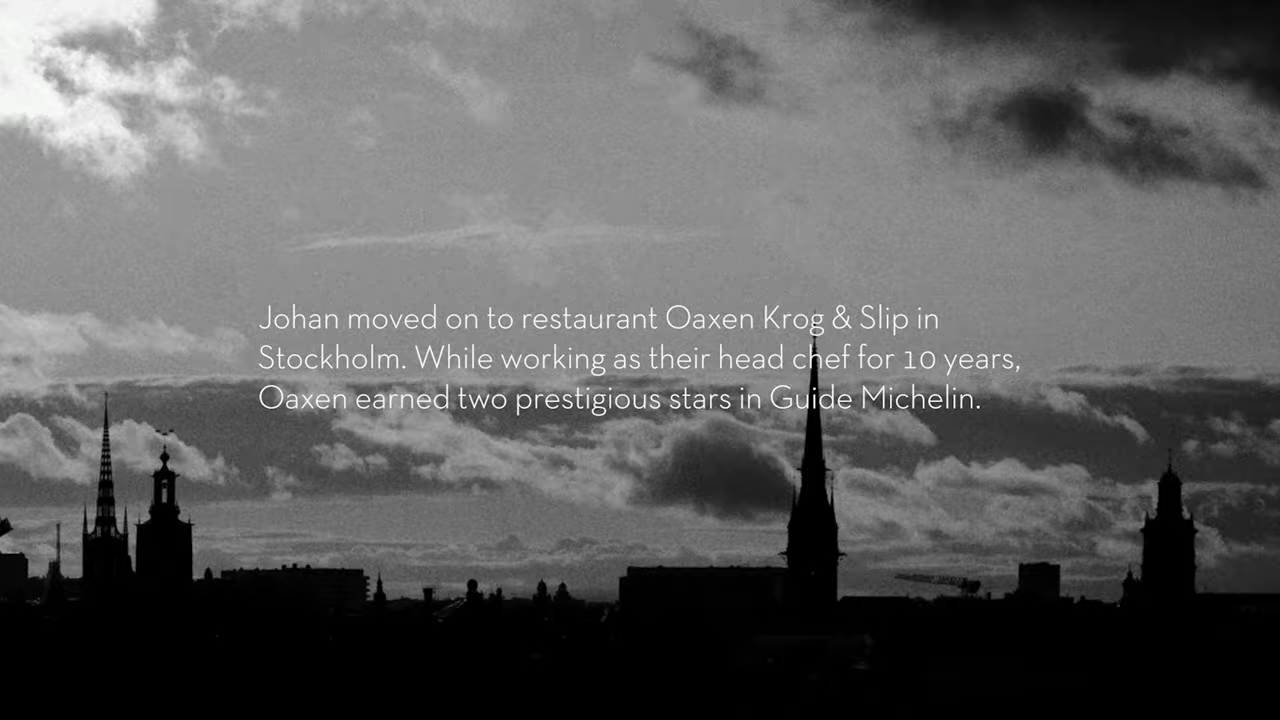 Johan moved on to restaurant Oaxen Krog & Slip in
Stockholm. While working as their head chef for 10 years,
Oaxen earned two prestigious stars in Guide Michelin.